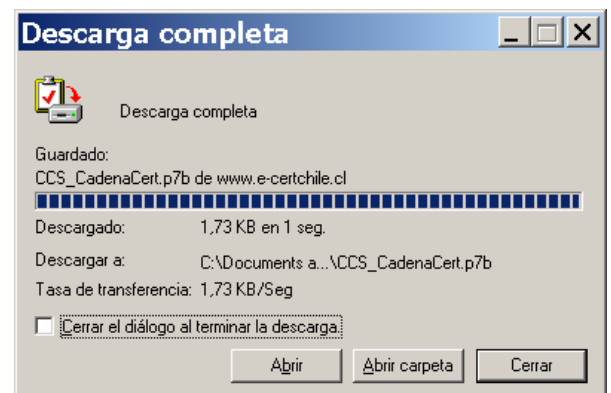 Descarga completa
Descarga completa
Guardado:
CCS_CadenaCert.p7b de www.e-certchile.cl
Descargado: 1,73 KB en 1 seg.
Descargar a: C:\Documents a...\CCS_CadenaCert.p7b
Tasa de transferencia: 1,73 KB/Seg
Cerrar el diálogo al terminar la descarga.
Abrir Abrir carpeta Cerrar